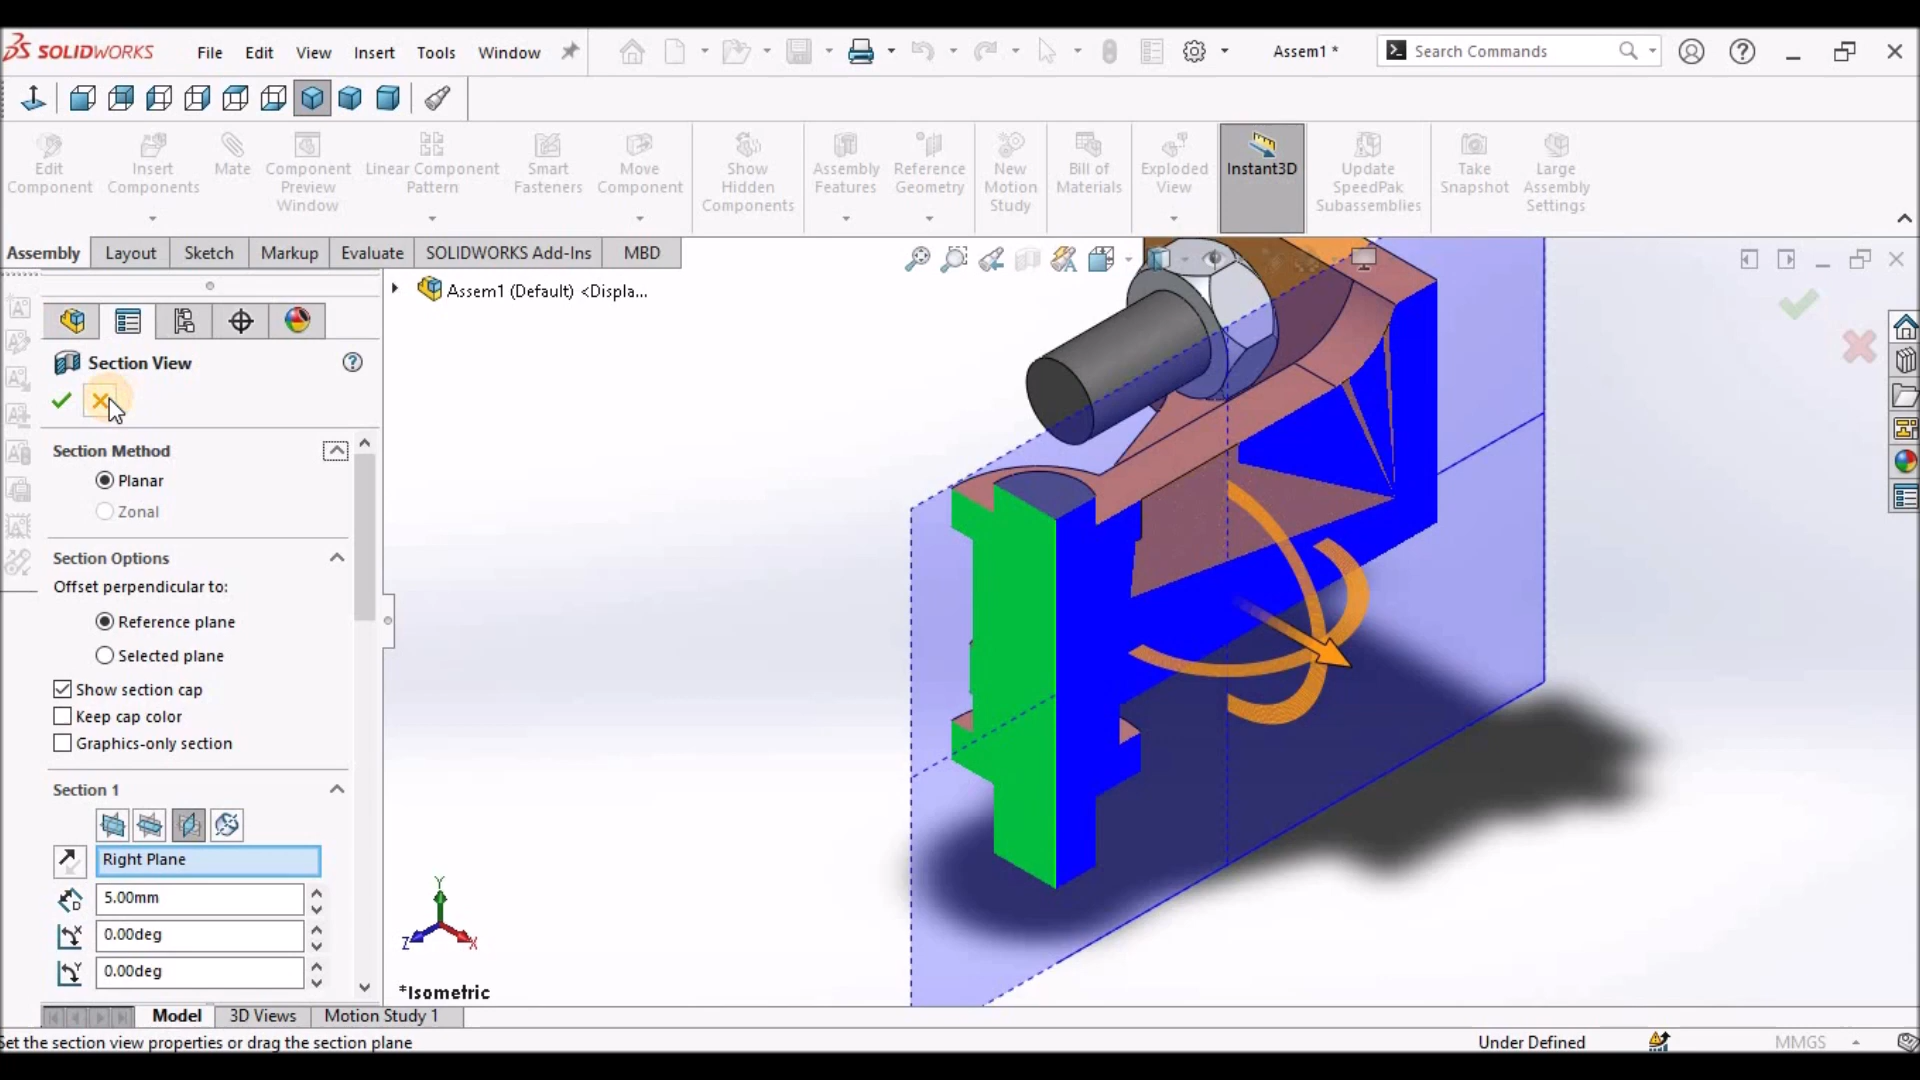 SOLIDWORKS File Edit View Insert Tools Window Assem1 * Search Commands
Edit Component
Insert Components
Mate
Component Preview Window
Linear Component Pattern
Smart Fasteners
Move Component
Show Hidden Components
Assembly Features
Reference Geometry
New Motion Study
Bill of Materials
Exploded View
Instant3D
Update SpeedPak Subassemblies
Take Snapshot
Large Assembly Settings
Assembly Layout Sketch Markup Evaluate SOLIDWORKS Add-Ins MBD
Assem1 (Default) <Displa...
Section View
Section Method
Planar
Zonal
Section Options
Offset perpendicular to:
Reference plane
Selected plane
Show section cap
Keep cap color
Graphics-only section
Section 1
Right Plane
5.00mm
0.00deg
0.00deg
Y
Z X
*Isometric
Model 3D Views Motion Study 1
Set the section view properties or drag the section plane Under Defined MMGS